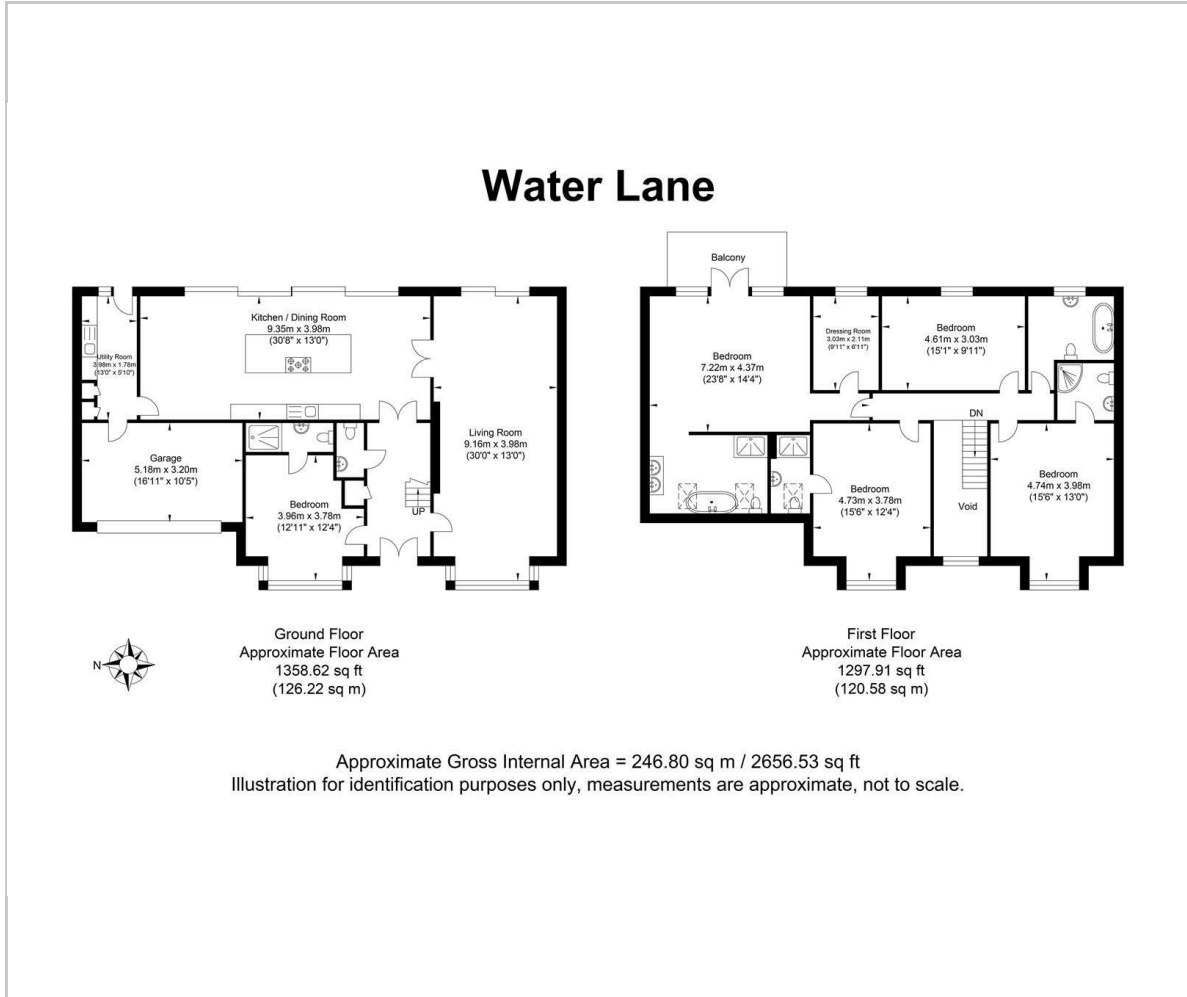 Water Lane
Kitchen / Dining Room
9.35m x 3.98m
(30'8" x 13'0")
Utility Room
3.98m x 1.78m
(13'0" x 5'10")
Living Room
9.16m x 3.98m
(30'0" x 13'0")
Garage
5.18m x 3.20m
(16'11" x 10'5")
Bedroom
3.96m x 3.78m
(12'11" x 12'4")
UP
Ground Floor
Approximate Floor Area
1358.62 sq ft
(126.22 sq m)
N
Balcony
Bedroom
7.22m x 4.37m
(23'8" x 14'4")
Dressing Room
3.03m x 2.11m
(9'11" x 6'11")
Bedroom
4.61m x 3.03m
(15'1" x 9'11")
DN
Bedroom
4.73m x 3.78m
(15'6" x 12'4")
Void
Bedroom
4.74m x 3.98m
(15'6" x 13'0")
First Floor
Approximate Floor Area
1297.91 sq ft
(120.58 sq m)
Approximate Gross Internal Area = 246.80 sq m / 2656.53 sq ft
Illustration for identification purposes only, measurements are approximate, not to scale.